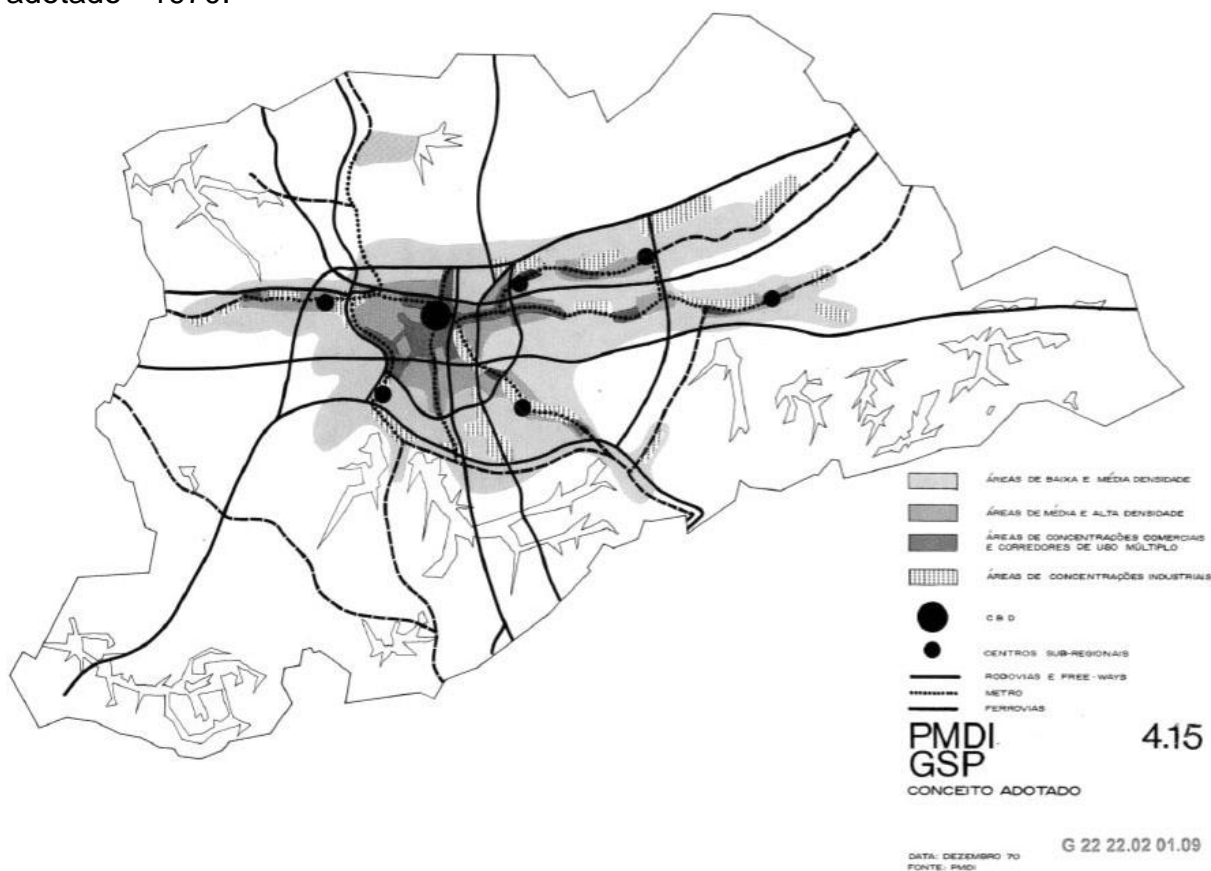 adotado - 1970.
ÁREAS DE BAIXA E MÉDIA DENSIDADE
ÁREAS DE MÉDIA E ALTA DENSIDADE
ÁREAS DE CONCENTRAÇÕES COMERCIAIS
E CORREDORES DE USO MÚLTIPLO
ÁREAS DE CONCENTRAÇÕES INDUSTRIAIS
CBD
CENTROS SUB-REGIONAIS
RODOVIAS E FREE-WAYS
METRO
FERROVIAS
PMDI 4.15
GSP
CONCEITO ADOTADO
G 22 22.02 01.09
DATA: DEZEMBRO 70
FONTE: PMDI